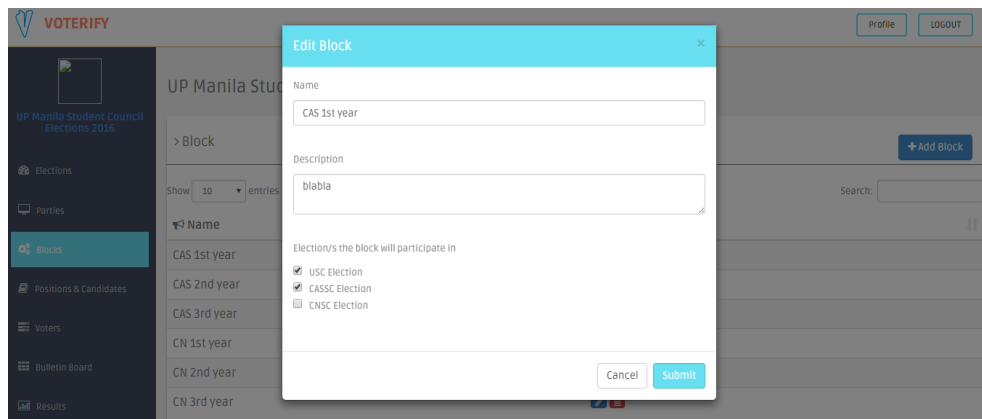 VOTERIFY
Profile
LOGOUT
UP Manila Student Council
Elections 2016
Elections
Parties
Blocks
Positions & Candidates
Voters
Bulletin Board
Results
UP Manila Stud
> Block
+ Add Block
Show 10 entries
Search:
Name
CAS 1st year
CAS 2nd year
CAS 3rd year
CN 1st year
CN 2nd year
CN 3rd year
Edit Block ×
Name
CAS 1st year
Description
blabla
Election/s the block will participate in
USC Election
CASSC Election
CNSC Election
Cancel
Submit